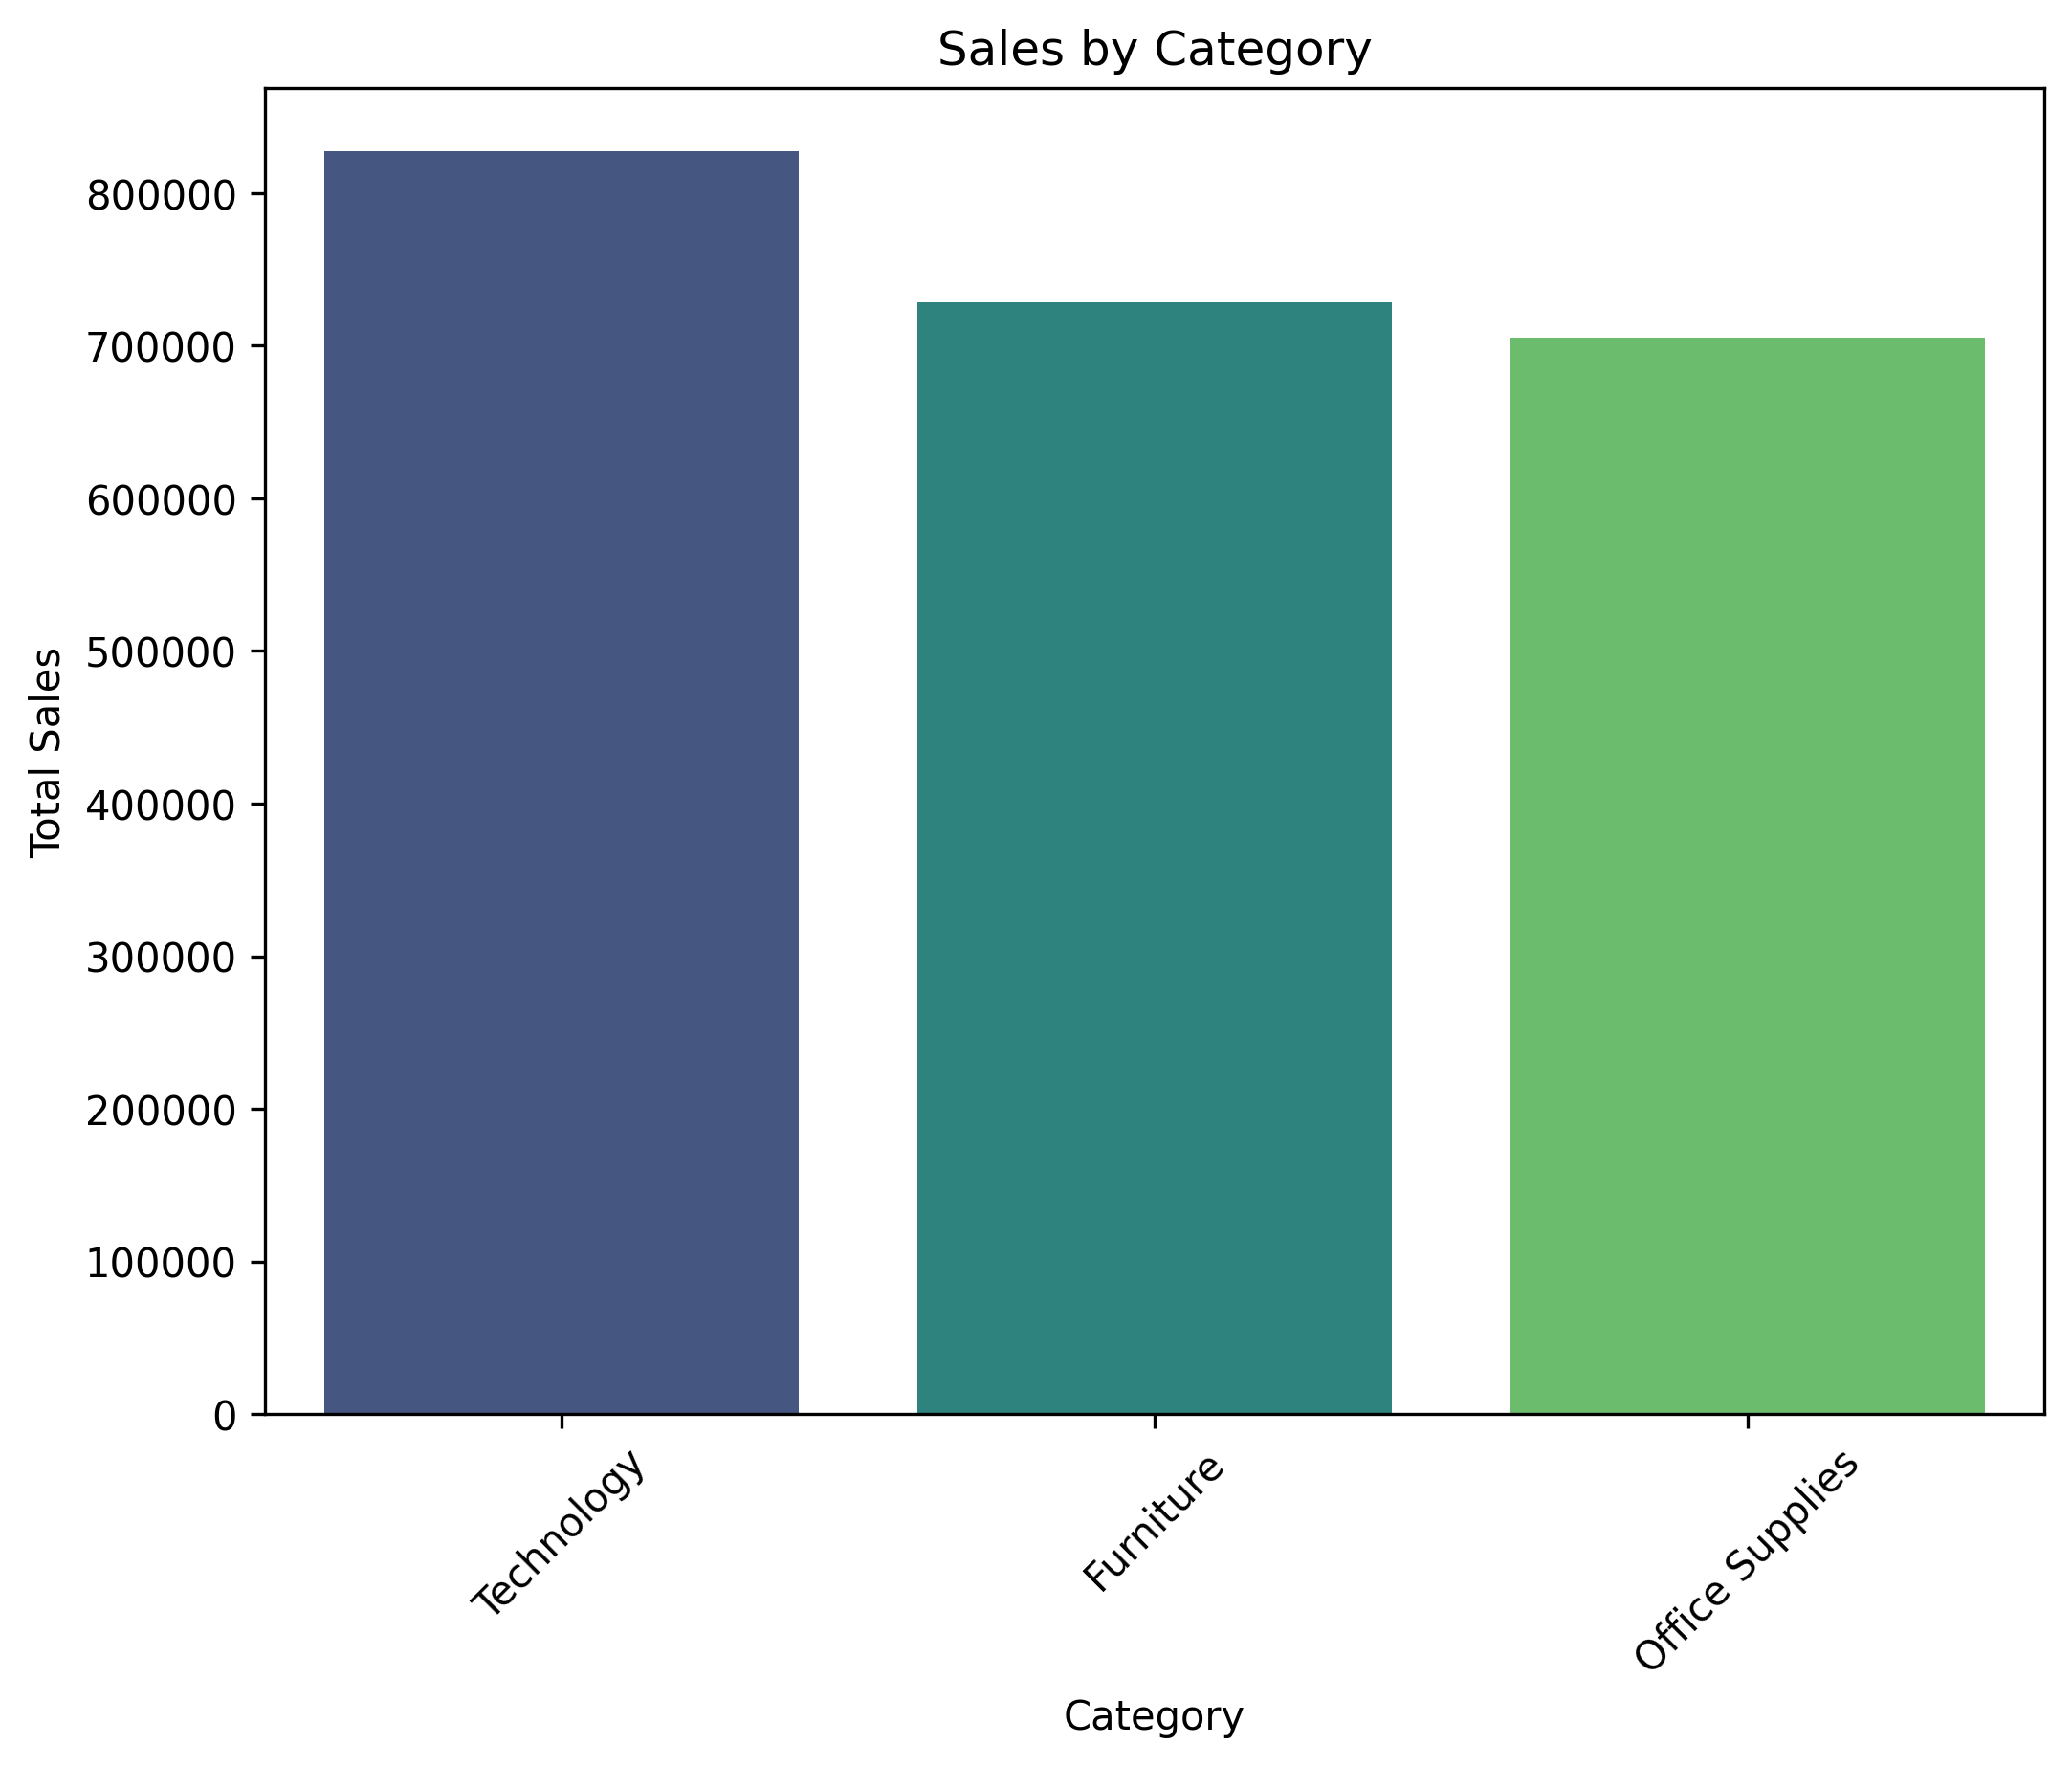 Sales by Category
Total Sales
800000
700000
600000
500000
400000
300000
200000
100000
0
Technology
Furniture
Office Supplies
Category